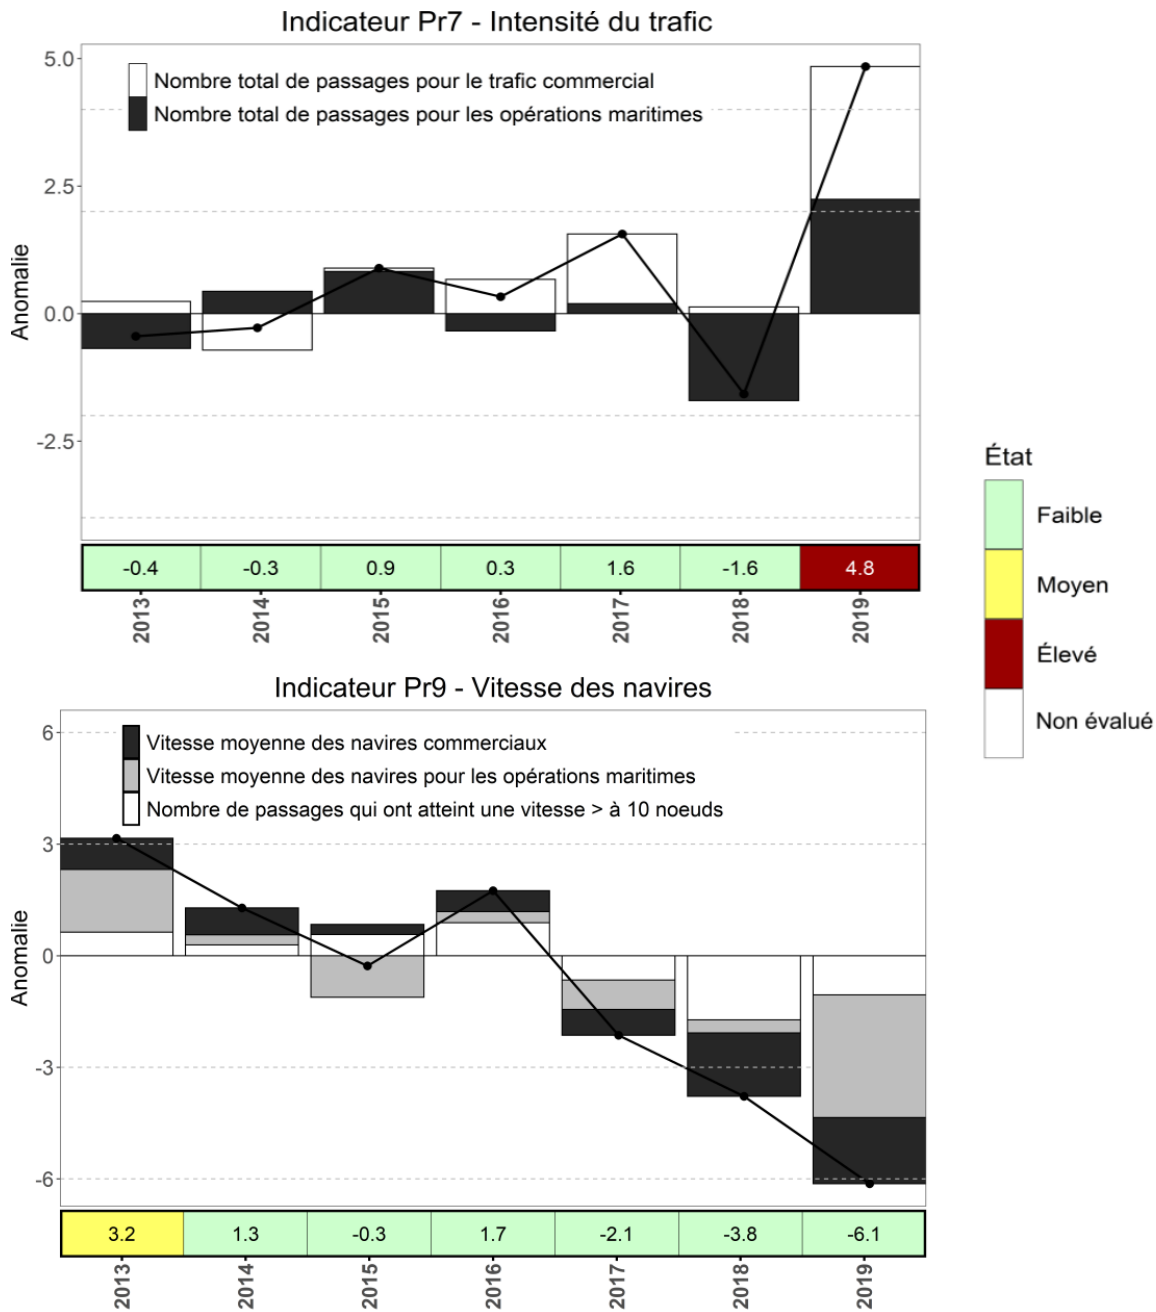 Indicateur Pr7 - Intensité du trafic
Anomalie
5.0
2.5
0.0
-2.5
Nombre total de passages pour le trafic commercial
Nombre total de passages pour les opérations maritimes
-0.4 -0.3 0.9 0.3 1.6 -1.6 4.8
2013 2014 2015 2016 2017 2018 2019
État
Faible
Moyen
Élevé
Non évalué
Indicateur Pr9 - Vitesse des navires
Anomalie
6
3
0
-3
-6
Vitesse moyenne des navires commerciaux
Vitesse moyenne des navires pour les opérations maritimes
Nombre de passages qui ont atteint une vitesse > à 10 noeuds
3.2 1.3 -0.3 1.7 -2.1 -3.8 -6.1
2013 2014 2015 2016 2017 2018 2019